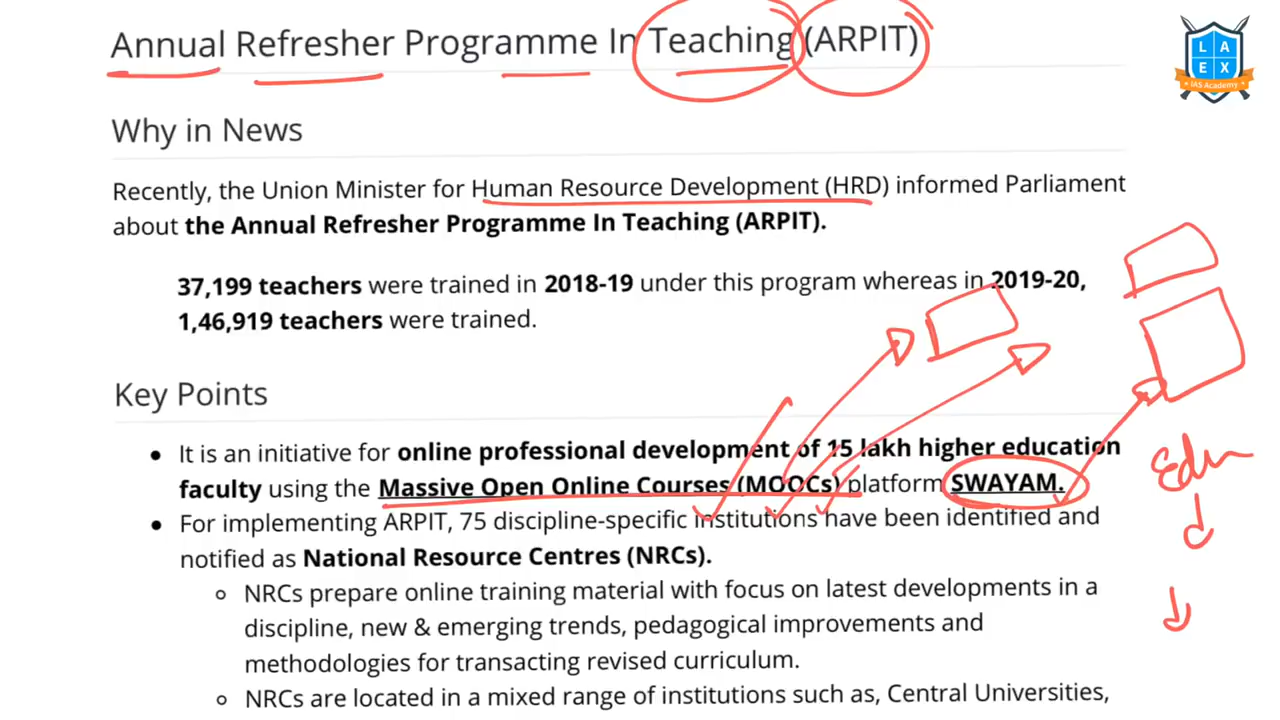 Annual Refresher Programme In Teaching (ARPIT)
L A
E X
IAS Academy
Why in News
Recently, the Union Minister for Human Resource Development (HRD) informed Parliament
about the Annual Refresher Programme In Teaching (ARPIT).
37,199 teachers were trained in 2018-19 under this program whereas in 2019-20,
1,46,919 teachers were trained.
Key Points
• It is an initiative for online professional development of 15 lakh higher education
faculty using the Massive Open Online Courses (MOOCs) platform SWAYAM.
Edu
• For implementing ARPIT, 75 discipline-specific institutions have been identified and
notified as National Resource Centres (NRCs).
NRCs prepare online training material with focus on latest developments in a
discipline, new & emerging trends, pedagogical improvements and
methodologies for transacting revised curriculum.
NRCs are located in a mixed range of institutions such as, Central Universities,